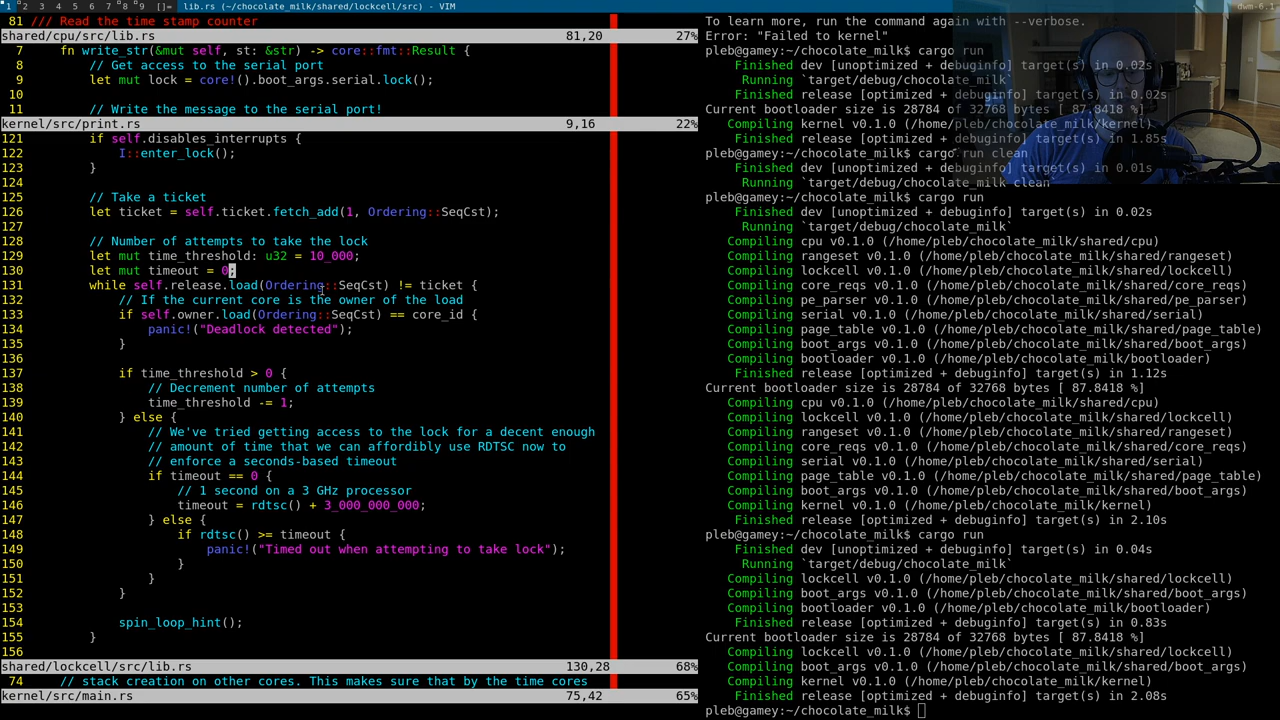 1 2 3 4 5 6 7 8 9 []= lib.rs (~/chocolate_milk/shared/lockcell/src) - VIM dwm-6.1
81 /// Read the time stamp counter
shared/cpu/src/lib.rs 81,20 27%
7 fn write_str(&mut self, st: &str) -> core::fmt::Result {
8 // Get access to the serial port
9 let mut lock = core!().boot_args.serial.lock();
10
11 // Write the message to the serial port!
kernel/src/print.rs 9,16 22%
121 if self.disables_interrupts {
122 I::enter_lock();
123 }
124
125 // Take a ticket
126 let ticket = self.ticket.fetch_add(1, Ordering::SeqCst);
127
128 // Number of attempts to take the lock
129 let mut time_threshold: u32 = 10_000;
130 let mut timeout = 0;
131 while self.release.load(Ordering::SeqCst) != ticket {
132 // If the current core is the owner of the load
133 if self.owner.load(Ordering::SeqCst) == core_id {
134 panic!("Deadlock detected");
135 }
136
137 if time_threshold > 0 {
138 // Decrement number of attempts
139 time_threshold -= 1;
140 } else {
141 // We've tried getting access to the lock for a decent enough
142 // amount of time that we can affordibly use RDTSC now to
143 // enforce a seconds-based timeout
144 if timeout == 0 {
145 // 1 second on a 3 GHz processor
146 timeout = rdtsc() + 3_000_000_000;
147 } else {
148 if rdtsc() >= timeout {
149 panic!("Timed out when attempting to take lock");
150 }
151 }
152 }
153
154 spin_loop_hint();
155 }
156
shared/lockcell/src/lib.rs 130,28 68%
74 // stack creation on other cores. This makes sure that by the time cores
kernel/src/main.rs 75,42 65%
To learn more, run the command again with --verbose.
Error: "Failed to kernel"
pleb@gamey:~/chocolate_milk$ cargo run
Finished dev [unoptimized + debuginfo] target(s) in 0.02s
Running `target/debug/chocolate_milk`
Finished release [optimized + debuginfo] target(s) in 0.02s
Current bootloader size is 28784 of 32768 bytes [ 87.8418 %]
Compiling kernel v0.1.0 (/home/pleb/chocolate_milk/kernel)
Finished release [optimized + debuginfo] target(s) in 1.85s
pleb@gamey:~/chocolate_milk$ cargo run clean
Finished dev [unoptimized + debuginfo] target(s) in 0.01s
Running `target/debug/chocolate_milk clean`
pleb@gamey:~/chocolate_milk$ cargo run
Finished dev [unoptimized + debuginfo] target(s) in 0.02s
Running `target/debug/chocolate_milk`
Compiling cpu v0.1.0 (/home/pleb/chocolate_milk/shared/cpu)
Compiling rangeset v0.1.0 (/home/pleb/chocolate_milk/shared/rangeset)
Compiling lockcell v0.1.0 (/home/pleb/chocolate_milk/shared/lockcell)
Compiling core_reqs v0.1.0 (/home/pleb/chocolate_milk/shared/core_reqs)
Compiling pe_parser v0.1.0 (/home/pleb/chocolate_milk/shared/pe_parser)
Compiling serial v0.1.0 (/home/pleb/chocolate_milk/shared/serial)
Compiling page_table v0.1.0 (/home/pleb/chocolate_milk/shared/page_table)
Compiling boot_args v0.1.0 (/home/pleb/chocolate_milk/shared/boot_args)
Compiling bootloader v0.1.0 (/home/pleb/chocolate_milk/bootloader)
Finished release [optimized + debuginfo] target(s) in 1.12s
Current bootloader size is 28784 of 32768 bytes [ 87.8418 %]
Compiling cpu v0.1.0 (/home/pleb/chocolate_milk/shared/cpu)
Compiling lockcell v0.1.0 (/home/pleb/chocolate_milk/shared/lockcell)
Compiling rangeset v0.1.0 (/home/pleb/chocolate_milk/shared/rangeset)
Compiling core_reqs v0.1.0 (/home/pleb/chocolate_milk/shared/core_reqs)
Compiling serial v0.1.0 (/home/pleb/chocolate_milk/shared/serial)
Compiling page_table v0.1.0 (/home/pleb/chocolate_milk/shared/page_table)
Compiling boot_args v0.1.0 (/home/pleb/chocolate_milk/shared/boot_args)
Compiling kernel v0.1.0 (/home/pleb/chocolate_milk/kernel)
Finished release [optimized + debuginfo] target(s) in 2.10s
pleb@gamey:~/chocolate_milk$ cargo run
Finished dev [unoptimized + debuginfo] target(s) in 0.04s
Running `target/debug/chocolate_milk`
Compiling lockcell v0.1.0 (/home/pleb/chocolate_milk/shared/lockcell)
Compiling boot_args v0.1.0 (/home/pleb/chocolate_milk/shared/boot_args)
Compiling bootloader v0.1.0 (/home/pleb/chocolate_milk/bootloader)
Finished release [optimized + debuginfo] target(s) in 0.83s
Current bootloader size is 28784 of 32768 bytes [ 87.8418 %]
Compiling lockcell v0.1.0 (/home/pleb/chocolate_milk/shared/lockcell)
Compiling boot_args v0.1.0 (/home/pleb/chocolate_milk/shared/boot_args)
Compiling kernel v0.1.0 (/home/pleb/chocolate_milk/kernel)
Finished release [optimized + debuginfo] target(s) in 2.08s
pleb@gamey:~/chocolate_milk$